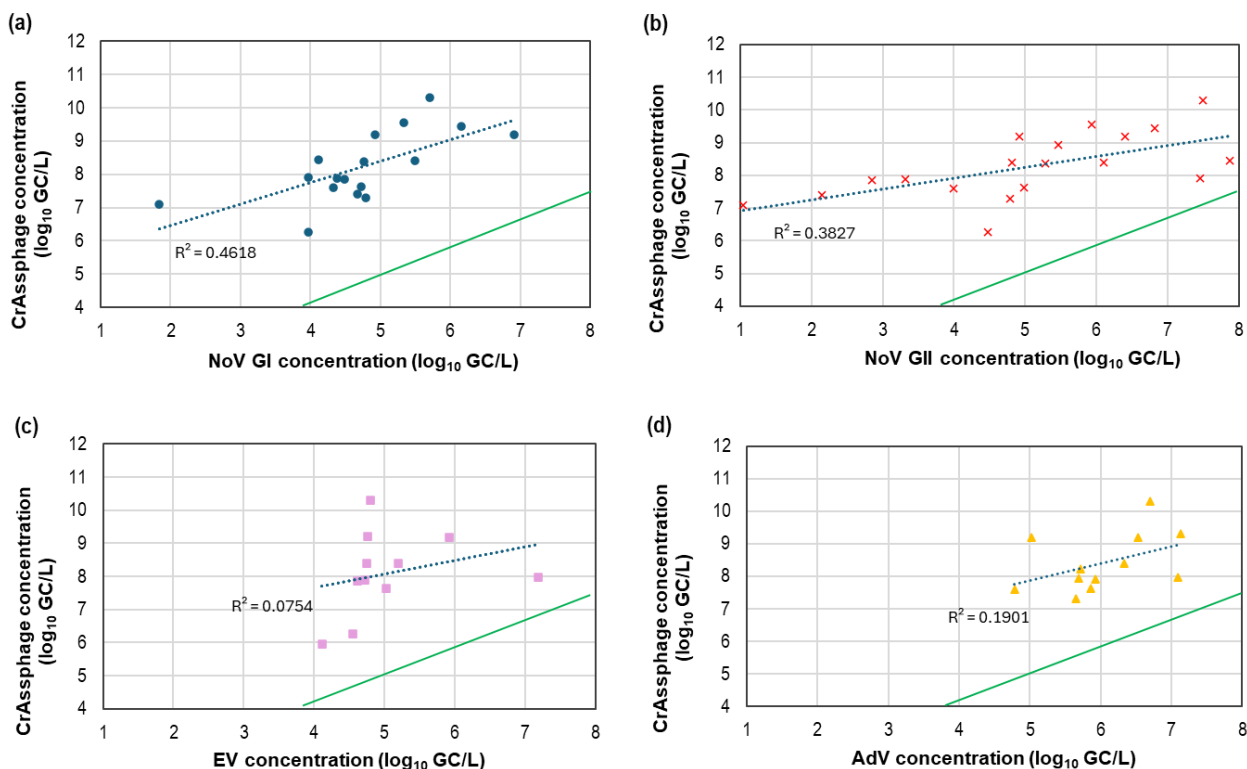 (a)
CrAssphage concentration
(log₁₀ GC/L)
12
11
10
9
8
7
6
5
4
R² = 0.4618
1 2 3 4 5 6 7 8
NoV GI concentration (log₁₀ GC/L)
(b)
CrAssphage concentration
(log₁₀ GC/L)
12
11
10
9
8
7
6
5
4
R² = 0.3827
1 2 3 4 5 6 7 8
NoV GII concentration (log₁₀ GC/L)
(c)
CrAssphage concentration
(log₁₀ GC/L)
12
11
10
9
8
7
6
5
4
R² = 0.0754
1 2 3 4 5 6 7 8
EV concentration (log₁₀ GC/L)
(d)
CrAssphage concentration
(log₁₀ GC/L)
12
11
10
9
8
7
6
5
4
R² = 0.1901
1 2 3 4 5 6 7 8
AdV concentration (log₁₀ GC/L)